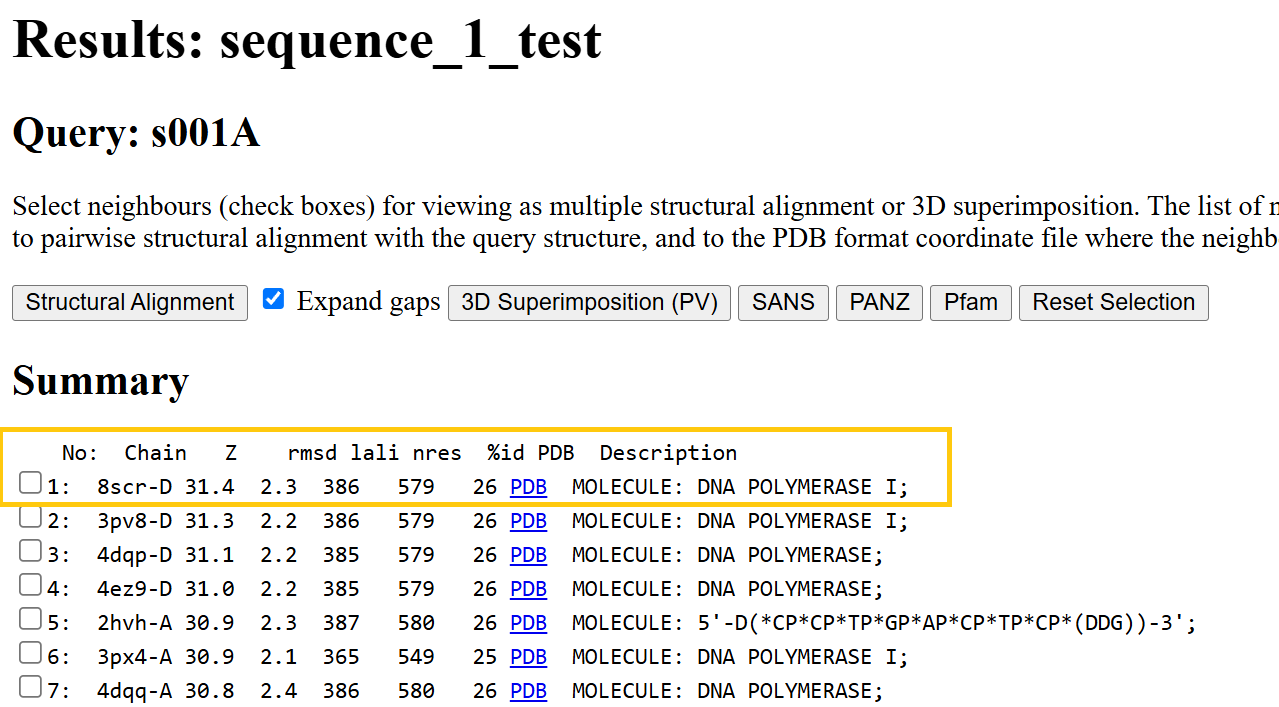 Results: sequence_1_test
Query: s001A
Select neighbours (check boxes) for viewing as multiple structural alignment or 3D superimposition. The list of
to pairwise structural alignment with the query structure, and to the PDB format coordinate file where the neighb
Structural Alignment Expand gaps 3D Superimposition (PV) SANS PANZ Pfam Reset Selection
Summary
No: Chain Z rmsd lali nres %id PDB Description
1: 8scr-D 31.4 2.3 386 579 26 PDB MOLECULE: DNA POLYMERASE I;
2: 3pv8-D 31.3 2.2 386 579 26 PDB MOLECULE: DNA POLYMERASE I;
3: 4dqp-D 31.1 2.2 385 579 26 PDB MOLECULE: DNA POLYMERASE;
4: 4ez9-D 31.0 2.2 385 579 26 PDB MOLECULE: DNA POLYMERASE;
5: 2hvh-A 30.9 2.3 387 580 26 PDB MOLECULE: 5'-D(*CP*CP*TP*GP*AP*CP*TP*CP*(DDG))-3';
6: 3px4-A 30.9 2.1 365 549 25 PDB MOLECULE: DNA POLYMERASE I;
7: 4dqq-A 30.8 2.4 386 580 26 PDB MOLECULE: DNA POLYMERASE;